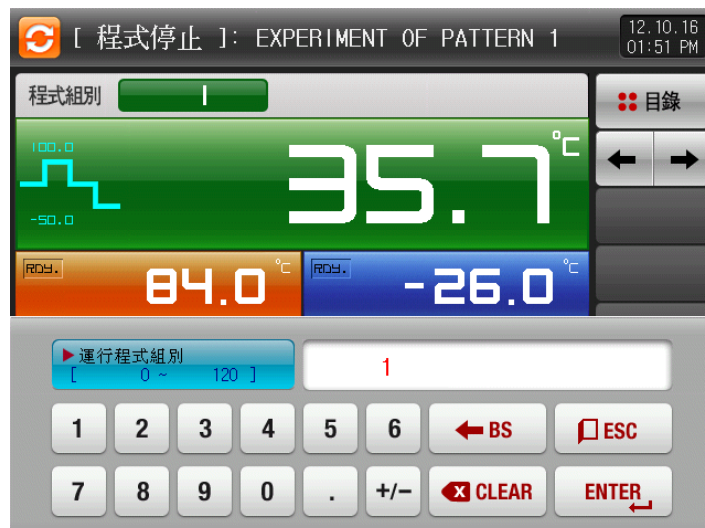 [ 程式停止 ]: EXPERIMENT OF PATTERN 1
12.10.16
01:51 PM
程式組別 1
目錄
100.0
-50.0
35.7 °C
RDY. 84.0 °C
RDY. -26.0 °C
▶運行程式組別
[ 0 ~ 120 ]
1
1 2 3 4 5 6 BS ESC
7 8 9 0 . +/- CLEAR ENTER